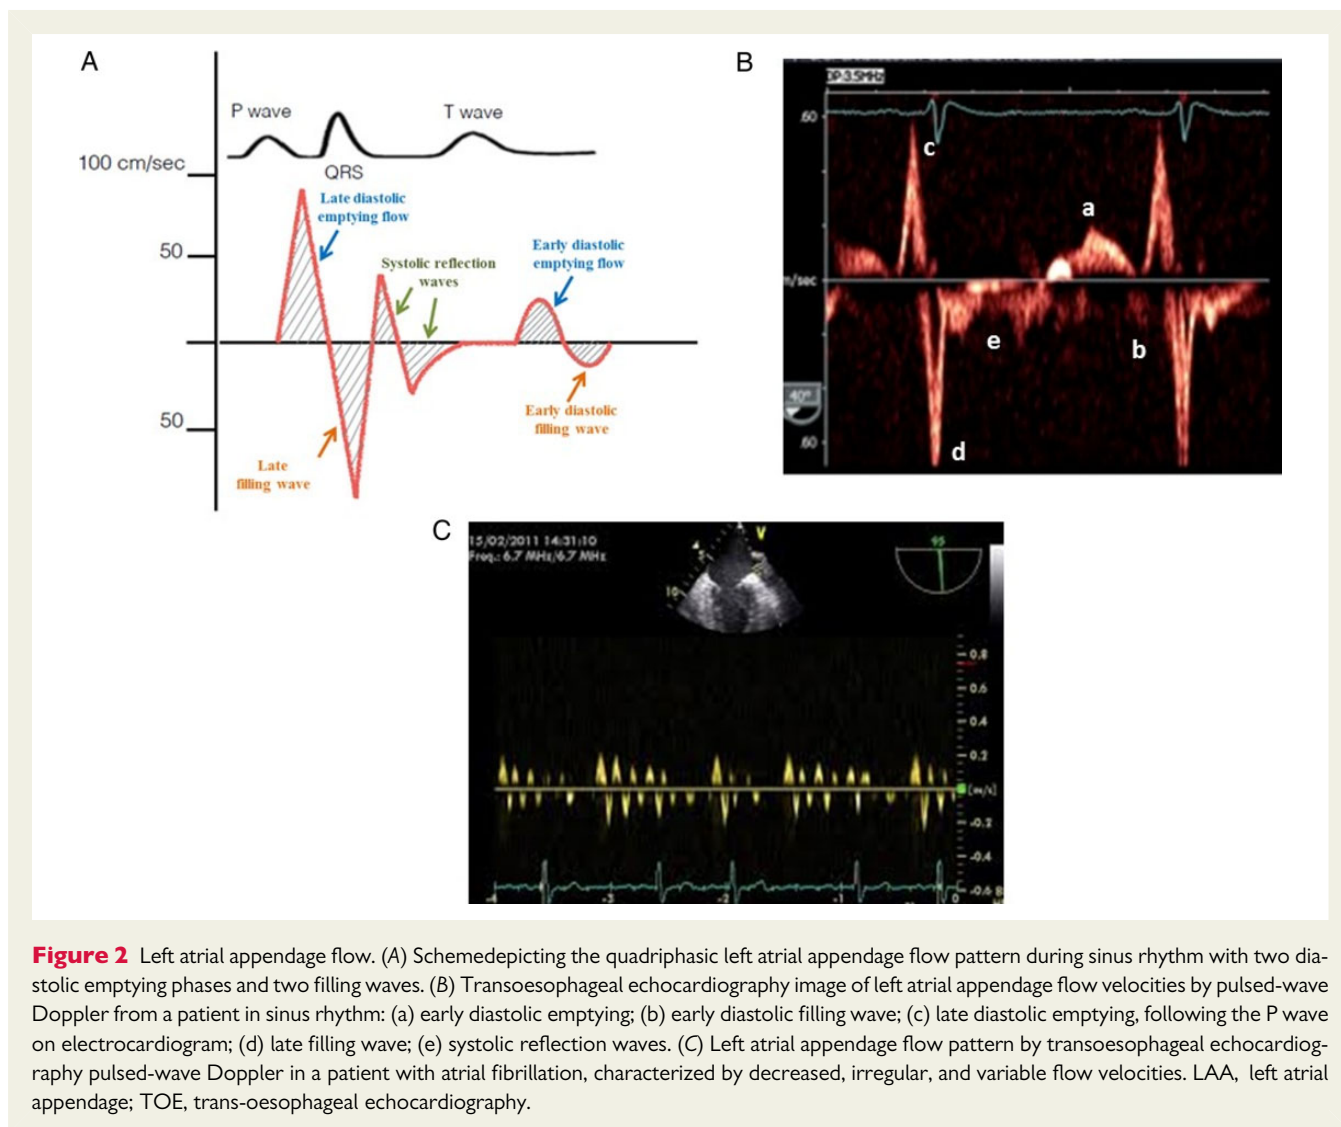 A
P wave
T wave
100 cm/sec
QRS
Late diastolic
emptying flow
50
Systolic reflection
waves
Early diastolic
emptying flow
50
Late
filling wave
Early diastolic
filling wave
B
DP:3.5MHz
.60
c
a
m/sec
e
b
40°
.60
d
C
15/02/2011 14:31:10
Freq.: 6.7 MHz/6.7 MHz
V
95
10
0.8
0.6
0.4
0.2
[m/s]
-0.2
-0.4
-0.6
-4
-3
-2
-1
0
Figure 2 Left atrial appendage flow. (A) Schemedepicting the quadriphasic left atrial appendage flow pattern during sinus rhythm with two dia-
stolic emptying phases and two filling waves. (B) Transoesophageal echocardiography image of left atrial appendage flow velocities by pulsed-wave
Doppler from a patient in sinus rhythm: (a) early diastolic emptying; (b) early diastolic filling wave; (c) late diastolic emptying, following the P wave
on electrocardiogram; (d) late filling wave; (e) systolic reflection waves. (C) Left atrial appendage flow pattern by transoesophageal echocardiog-
raphy pulsed-wave Doppler in a patient with atrial fibrillation, characterized by decreased, irregular, and variable flow velocities. LAA, left atrial
appendage; TOE, trans-oesophageal echocardiography.